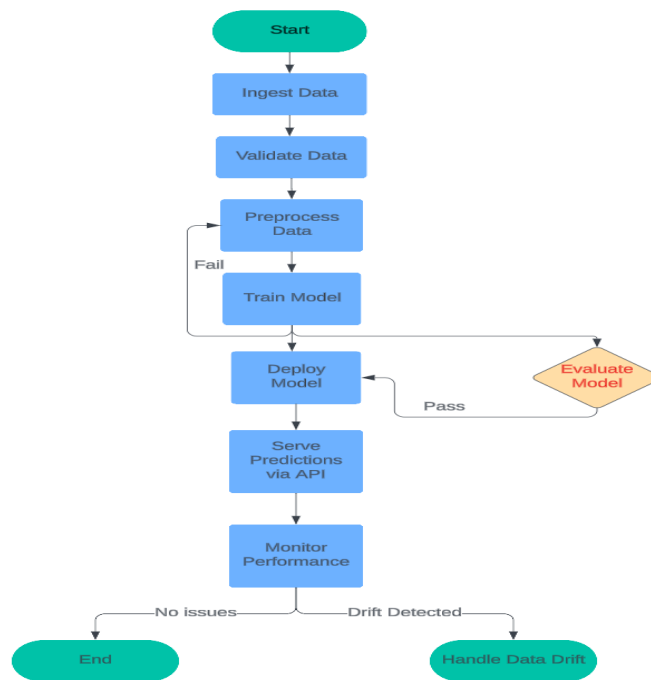 Start
Ingest Data
Validate Data
Preprocess
Data
Fail
Train Model
Deploy
Model
Evaluate
Model
Pass
Serve
Predictions
via API
Monitor
Performance
No issues
Drift Detected
End
Handle Data Drift